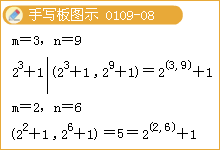 手写板图示 0109-08
m＝3，n＝9
2³+1|(2³+1,2⁹+1)＝2⁽³,⁹⁾+1
m＝2，n＝6
(2²+1,2⁶+1)＝5＝2⁽²,⁶⁾+1